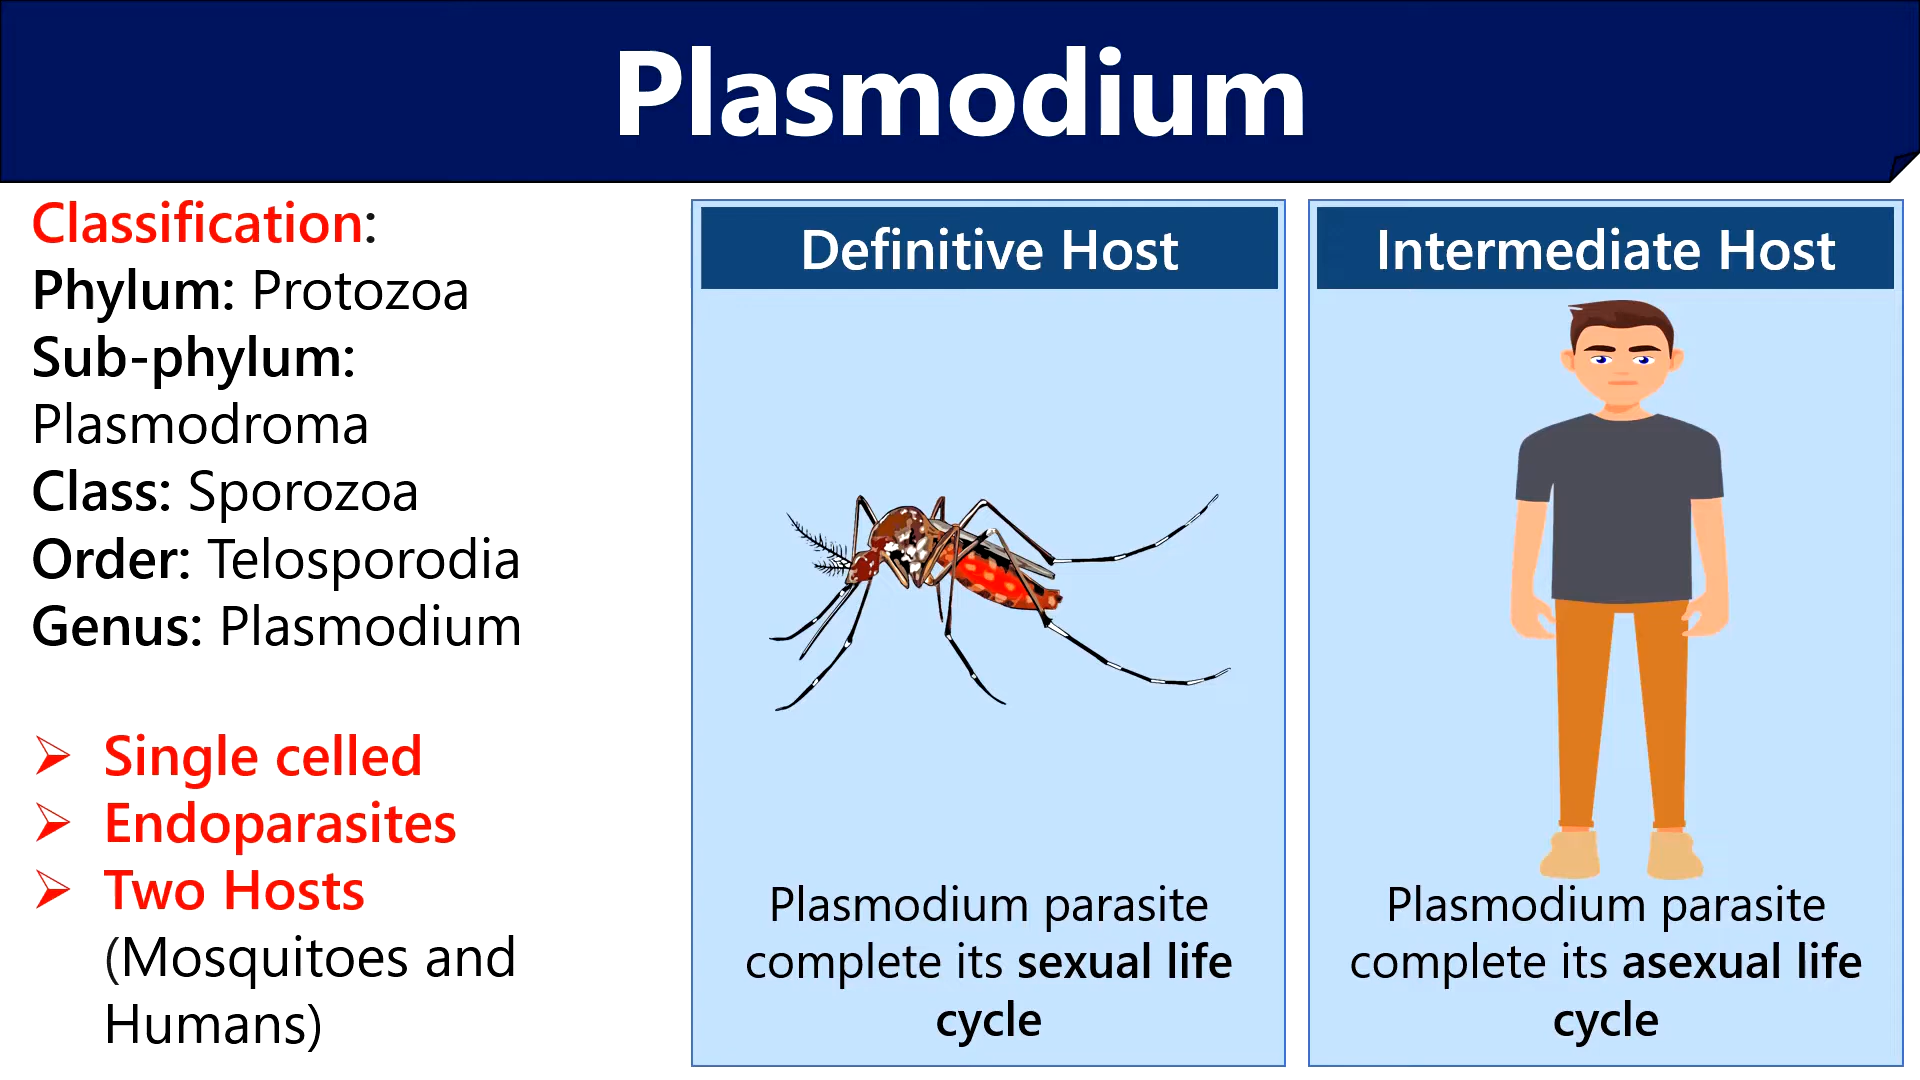 Plasmodium
Classification:
Phylum: Protozoa
Sub-phylum:
Plasmodroma
Class: Sporozoa
Order: Telosporodia
Genus: Plasmodium
➢ Single celled
➢ Endoparasites
➢ Two Hosts
(Mosquitoes and
Humans)
Definitive Host
Plasmodium parasite
complete its sexual life
cycle
Intermediate Host
Plasmodium parasite
complete its asexual life
cycle